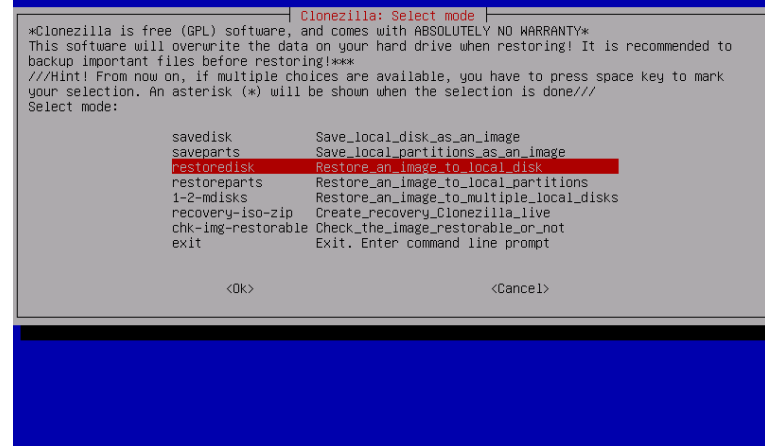 Clonezilla: Select mode
*Clonezilla is free (GPL) software, and comes with ABSOLUTELY NO WARRANTY*
This software will overwrite the data on your hard drive when restoring! It is recommended to
backup important files before restoring!***
///Hint! From now on, if multiple choices are available, you have to press space key to mark
your selection. An asterisk (*) will be shown when the selection is done///
Select mode:
savedisk Save_local_disk_as_an_image
saveparts Save_local_partitions_as_an_image
restoredisk Restore_an_image_to_local_disk
restoreparts Restore_an_image_to_local_partitions
1-2-mdisks Restore_an_image_to_multiple_local_disks
recovery-iso-zip Create_recovery_Clonezilla_live
chk-img-restorable Check_the_image_restorable_or_not
exit Exit. Enter command line prompt
<Ok> <Cancel>